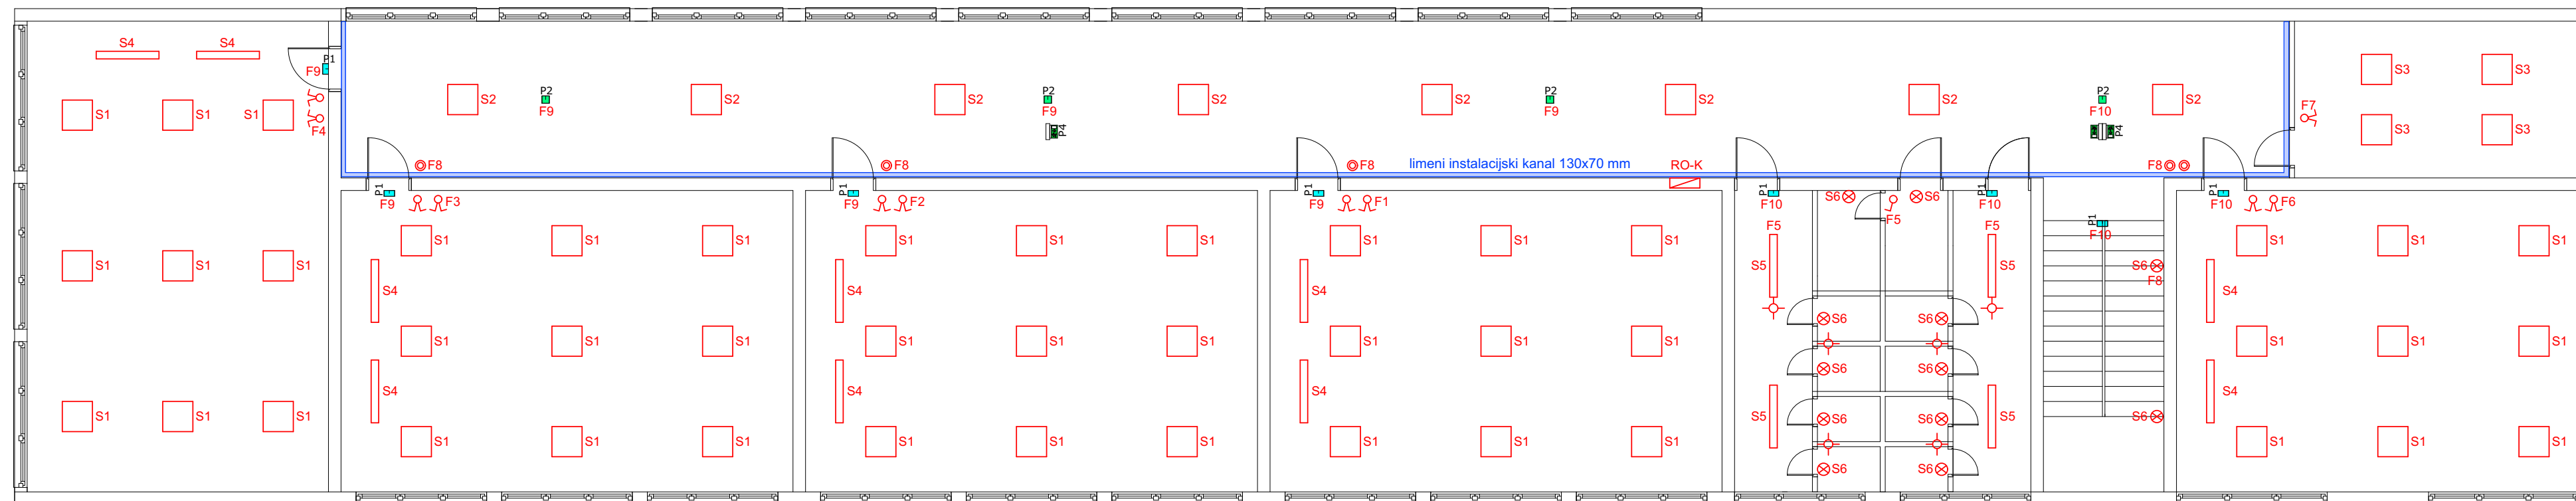 S4 S4
P1
F9
S1 S1 S1
F4
S2 S2 S2 S2 S2 S2 S2 S2
P2 P2 P2 P2
F9 F9 F9 F10
P4 P4
S3 S3
F7
S3 S3
F8 F8 F8 limeni instalacijski kanal 130x70 mm RO-K F8
P1 P1 P1 P1 P1 P1
F9 F3 F9 F2 F9 F1 F10 S6 F5 S6 F10 F10 F6
P1
F10
F5 F5
S1 S1 S1 S1 S1 S1 S1 S1 S1 S1 S1 S1
S1 S1 S1 S5 S5 S6
F8
S4 S4 S4 S4
S6 S6
S1 S1 S1 S1 S1 S1 S1 S1 S1 S1 S1 S1
S6 S6
S4 S4 S4 S4
S1 S1 S1 S5 S6 S6 S5 S6
S1 S1 S1 S1 S1 S1 S1 S1 S1 S1 S1 S1
S6 S6